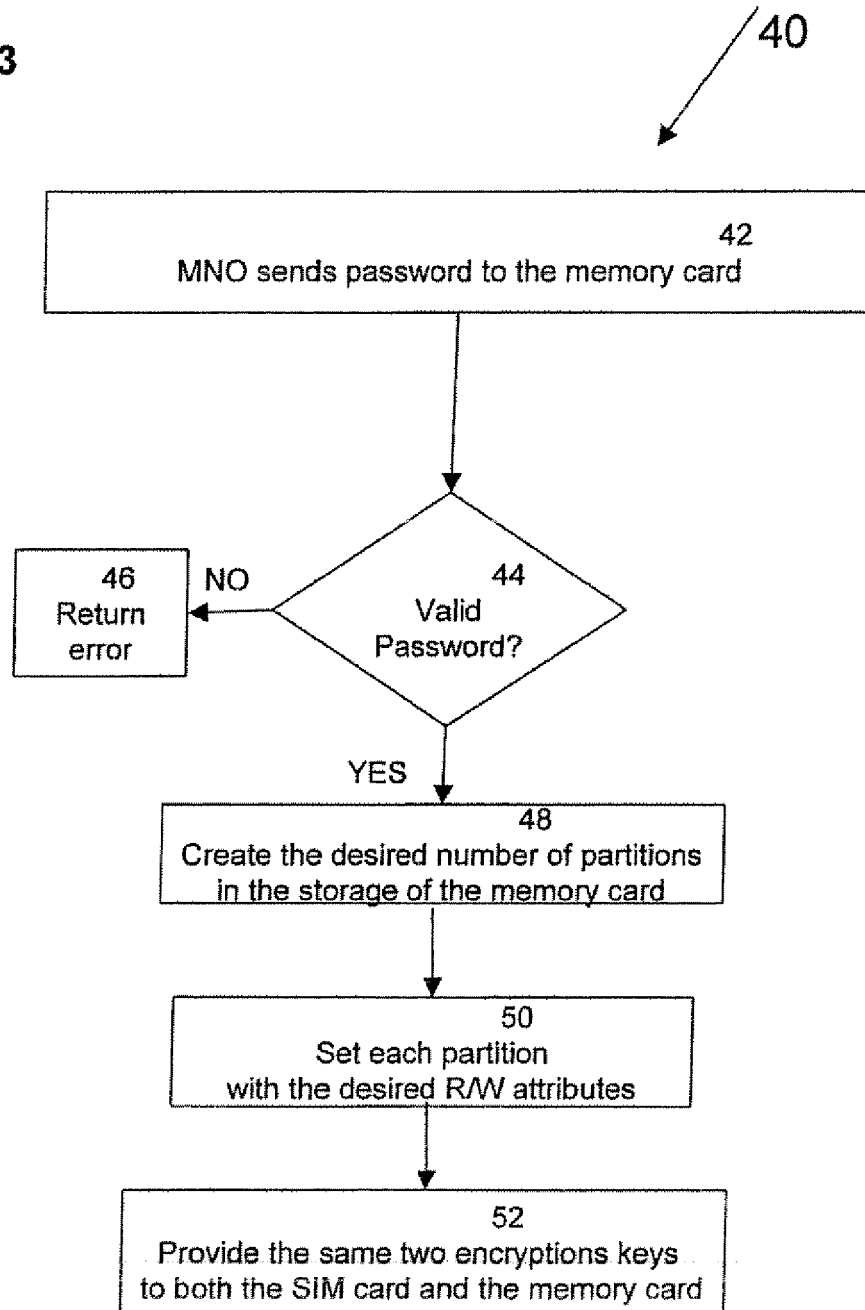 3
40
42
MNO sends password to the memory card
44
Valid
Password?
NO
46
Return
error
YES
48
Create the desired number of partitions
in the storage of the memory card
50
Set each partition
with the desired R/W attributes
52
Provide the same two encryptions keys
to both the SIM card and the memory card